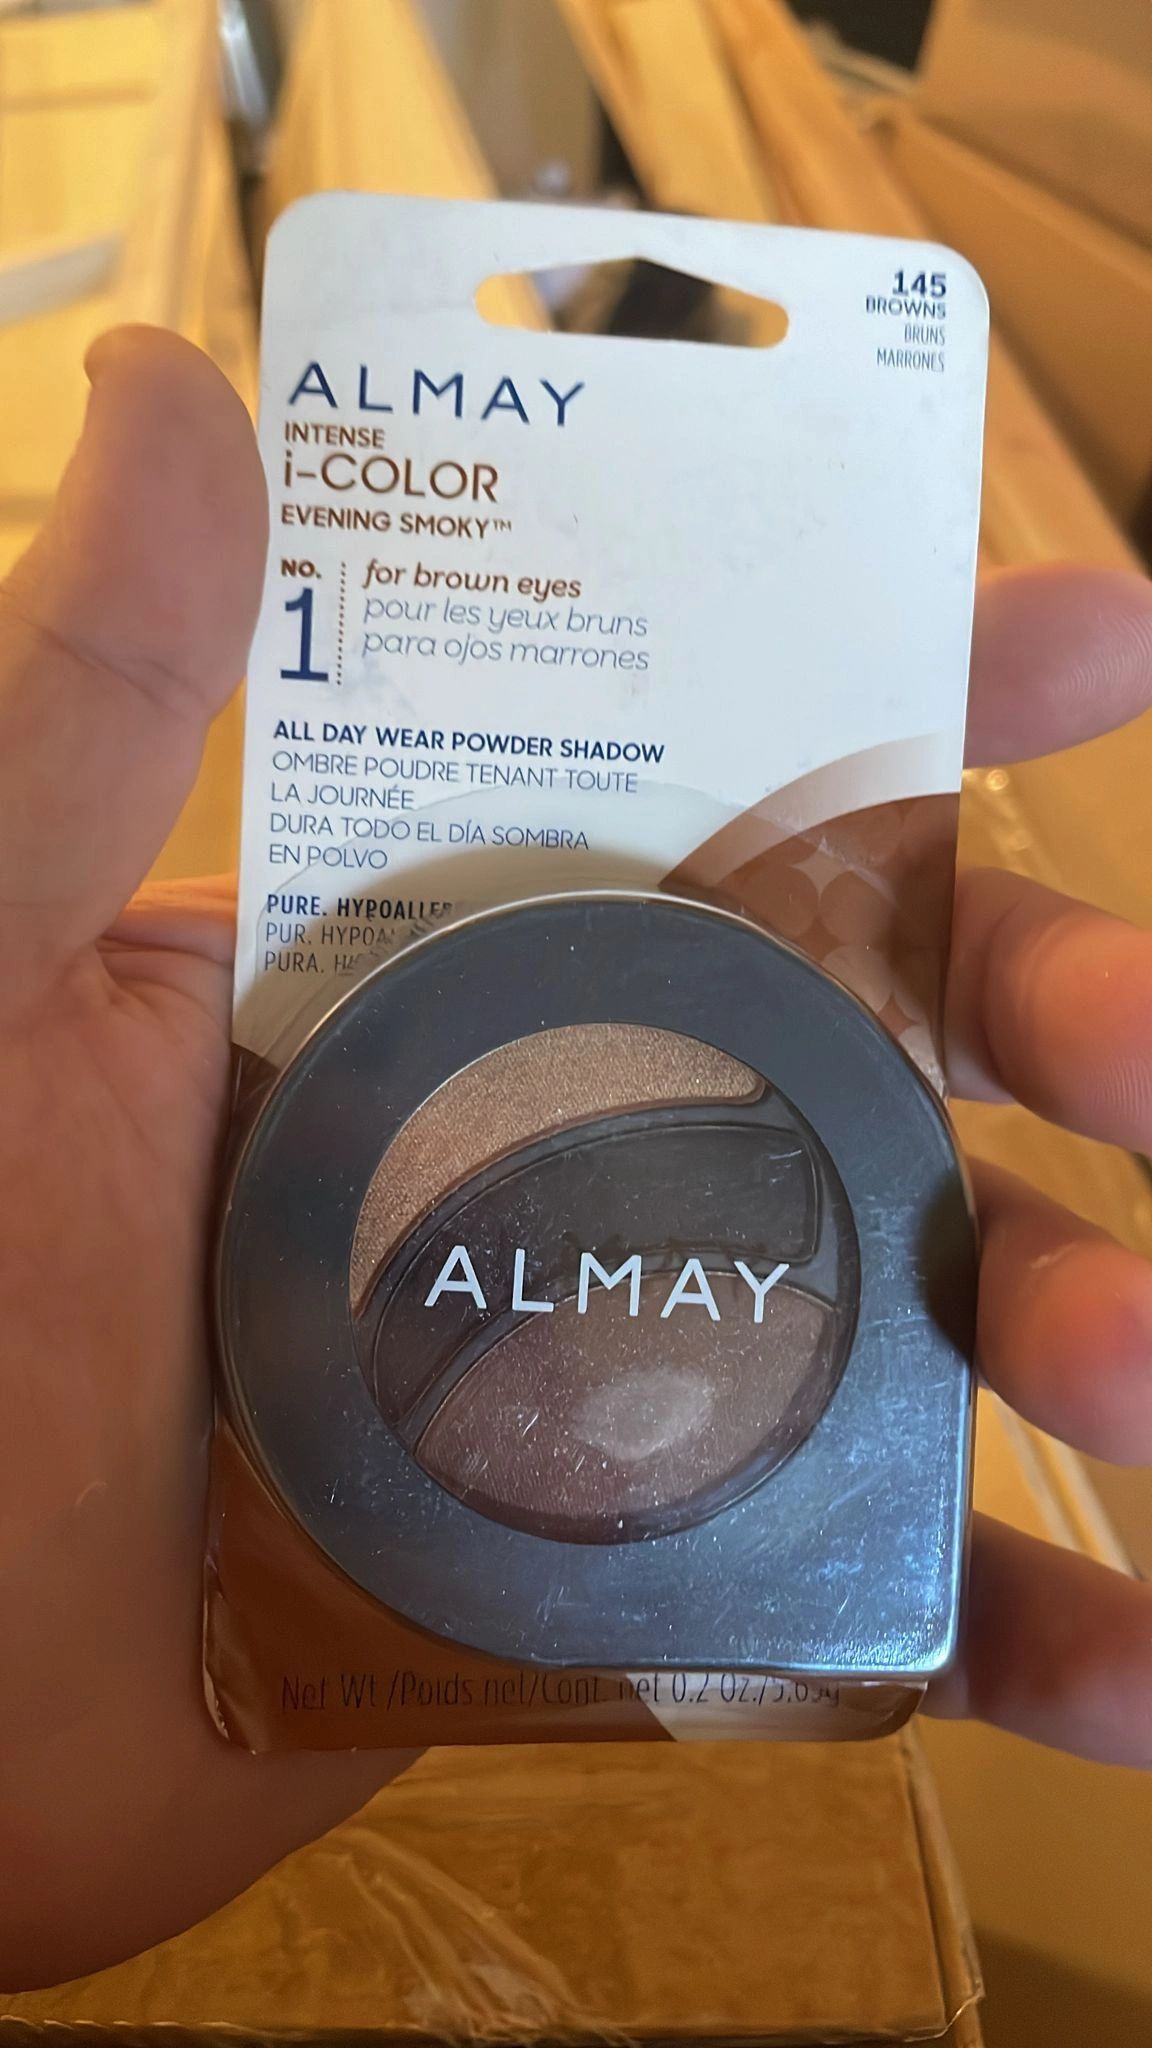 145
BROWNS
BRUNS
MARRONES
ALMAY
INTENSE
i-COLOR
EVENING SMOKY™
NO.
1
for brown eyes
pour les yeux bruns
para ojos marrones
ALL DAY WEAR POWDER SHADOW
OMBRE POUDRE TENANT TOUTE
LA JOURNÉE
DURA TODO EL DÍA SOMBRA
EN POLVO
PURE.
PUR.
PURA.
ALMAY
Net Wt /Poids net/Cont. net 0.2 Oz.